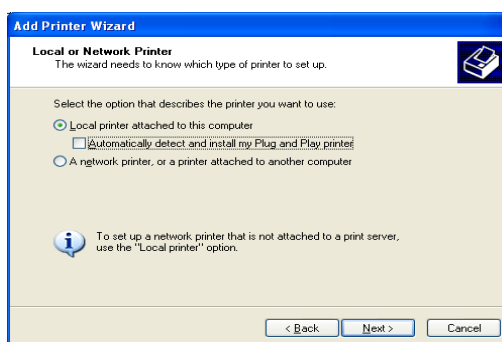 Add Printer Wizard
Local or Network Printer
The wizard needs to know which type of printer to set up.
Select the option that describes the printer you want to use:
Local printer attached to this computer
Automatically detect and install my Plug and Play printer
A network printer, or a printer attached to another computer
To set up a network printer that is not attached to a print server,
use the "Local printer" option.
< Back
Next >
Cancel